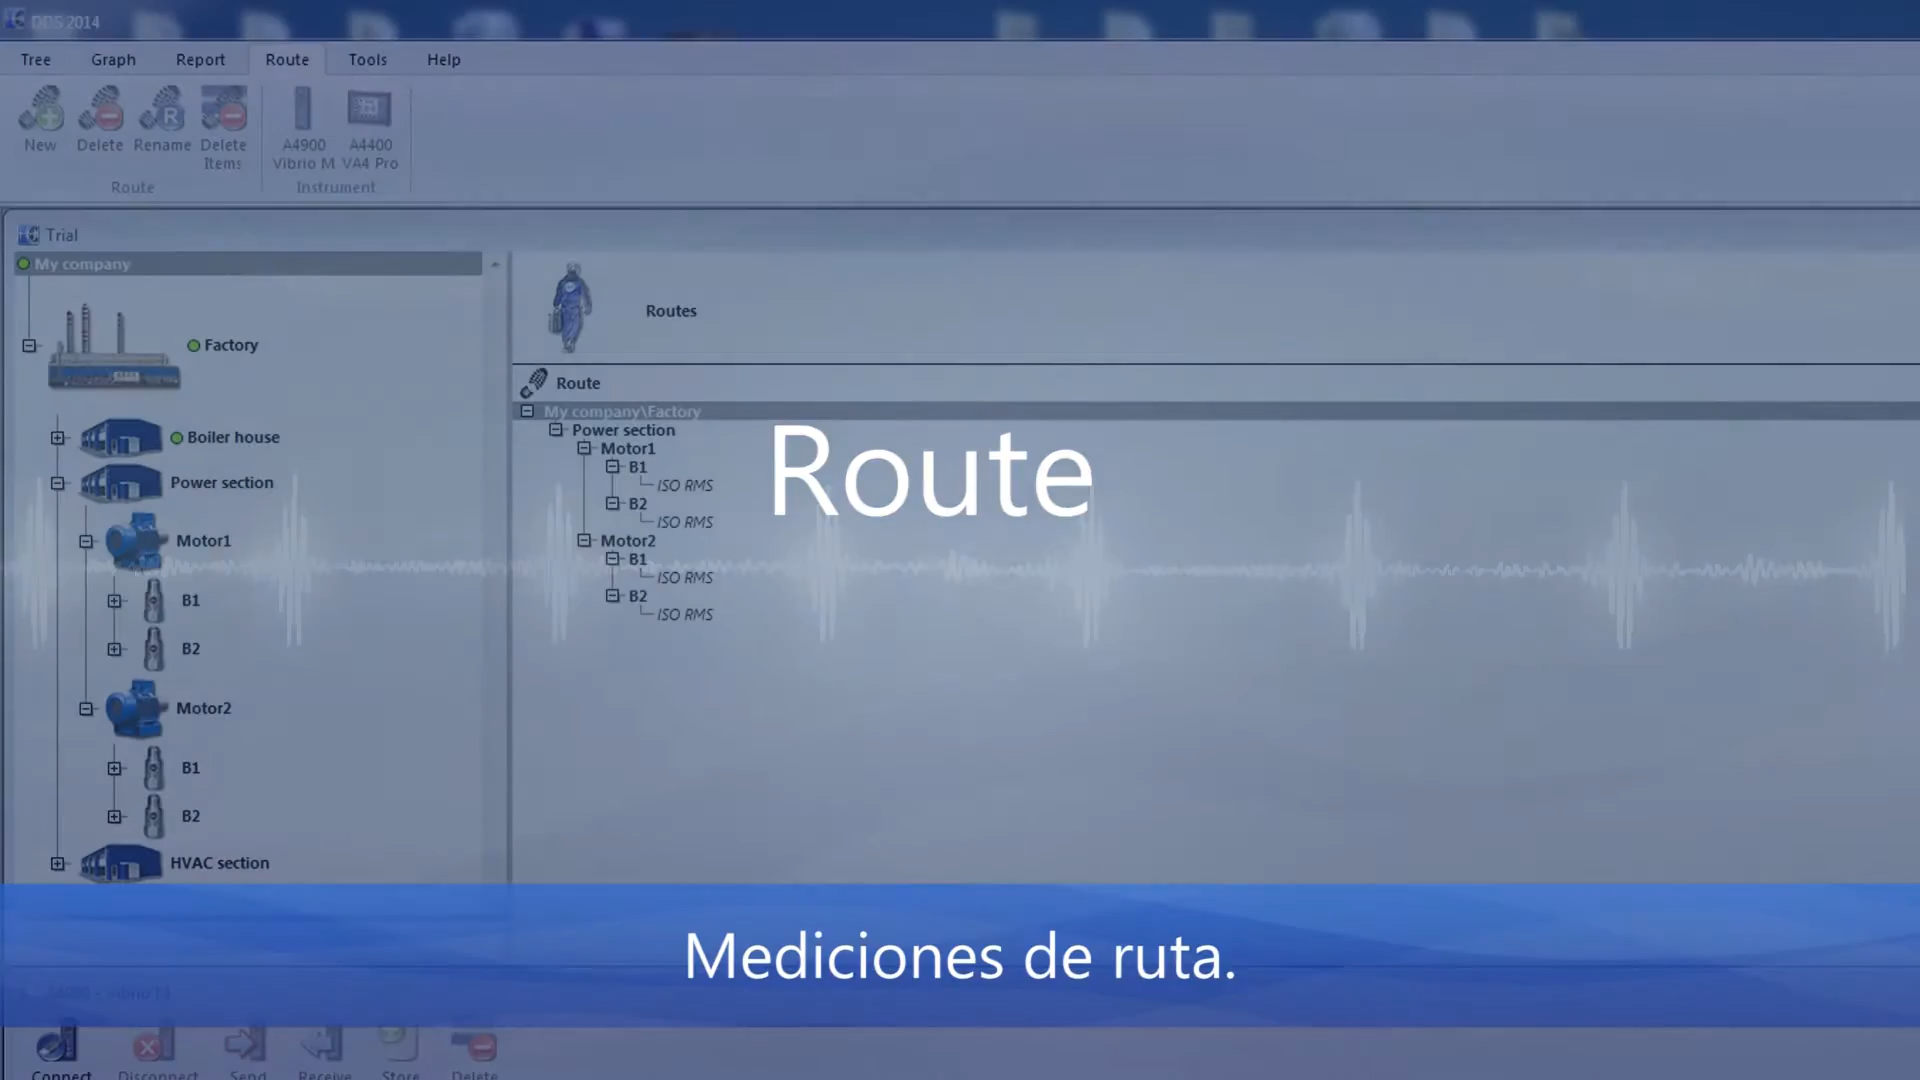 DDS 2014
Tree Graph Report Route Tools Help
New Delete Rename Delete Items A4900 Vibrio M A4400 VA4 Pro
Route Instrument
Trial
My company
Factory
Boiler house
Power section
Motor1
B1
B2
Motor2
B1
B2
HVAC section
Routes
Route
My company\Factory
Power section
Motor1
B1
ISO RMS
B2
ISO RMS
Motor2
B1
ISO RMS
B2
ISO RMS
Route
Mediciones de ruta.
A4900 - Vibrio M
Connect Disconnect Send Receive Store Delete